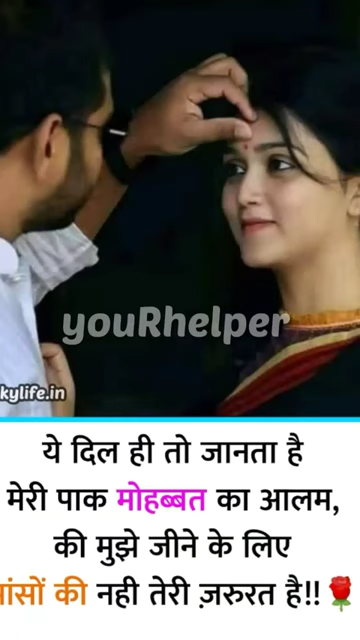 youRhelper
kylife.in
ये दिल ही तो जानता है
मेरी पाक मोहब्बत का आलम,
की मुझे जीने के लिए
ांसों की नही तेरी ज़रुरत है!!🌹